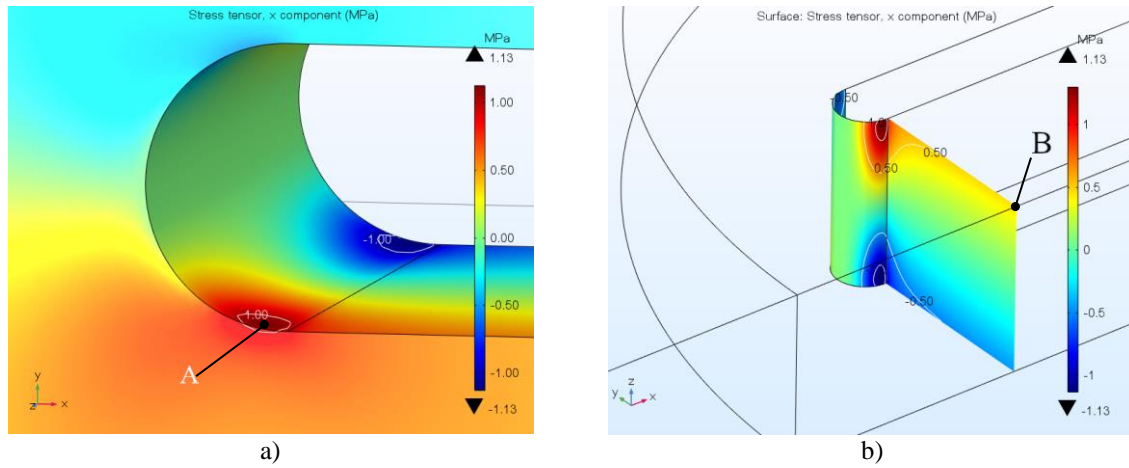 Stress tensor, x component (MPa)
MPa
1.13
1.00
0.50
0.00
-0.50
-1.00
-1.13
-1.00
1.00
A
y
z
x
a)
Surface: Stress tensor, x component (MPa)
MPa
1.13
1
0.5
0
-0.5
-1
-1.13
0.50
0.50
-0.50
B
z
y
x
b)